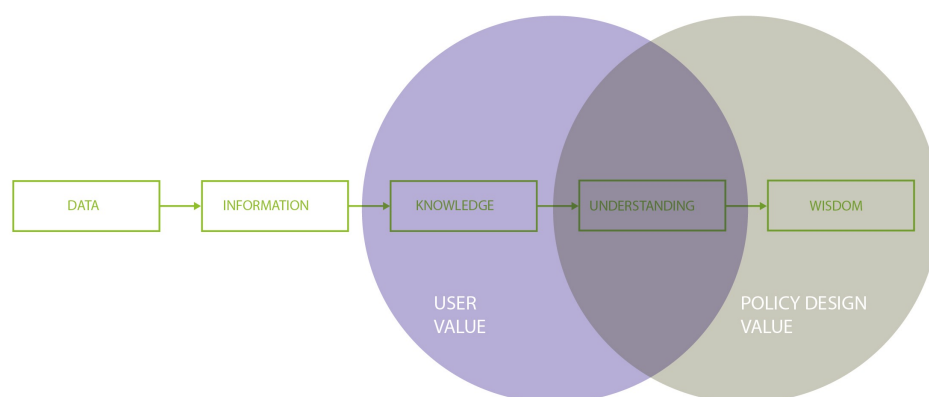 DATA
INFORMATION
KNOWLEDGE
UNDERSTANDING
WISDOM
USER
VALUE
POLICY DESIGN
VALUE